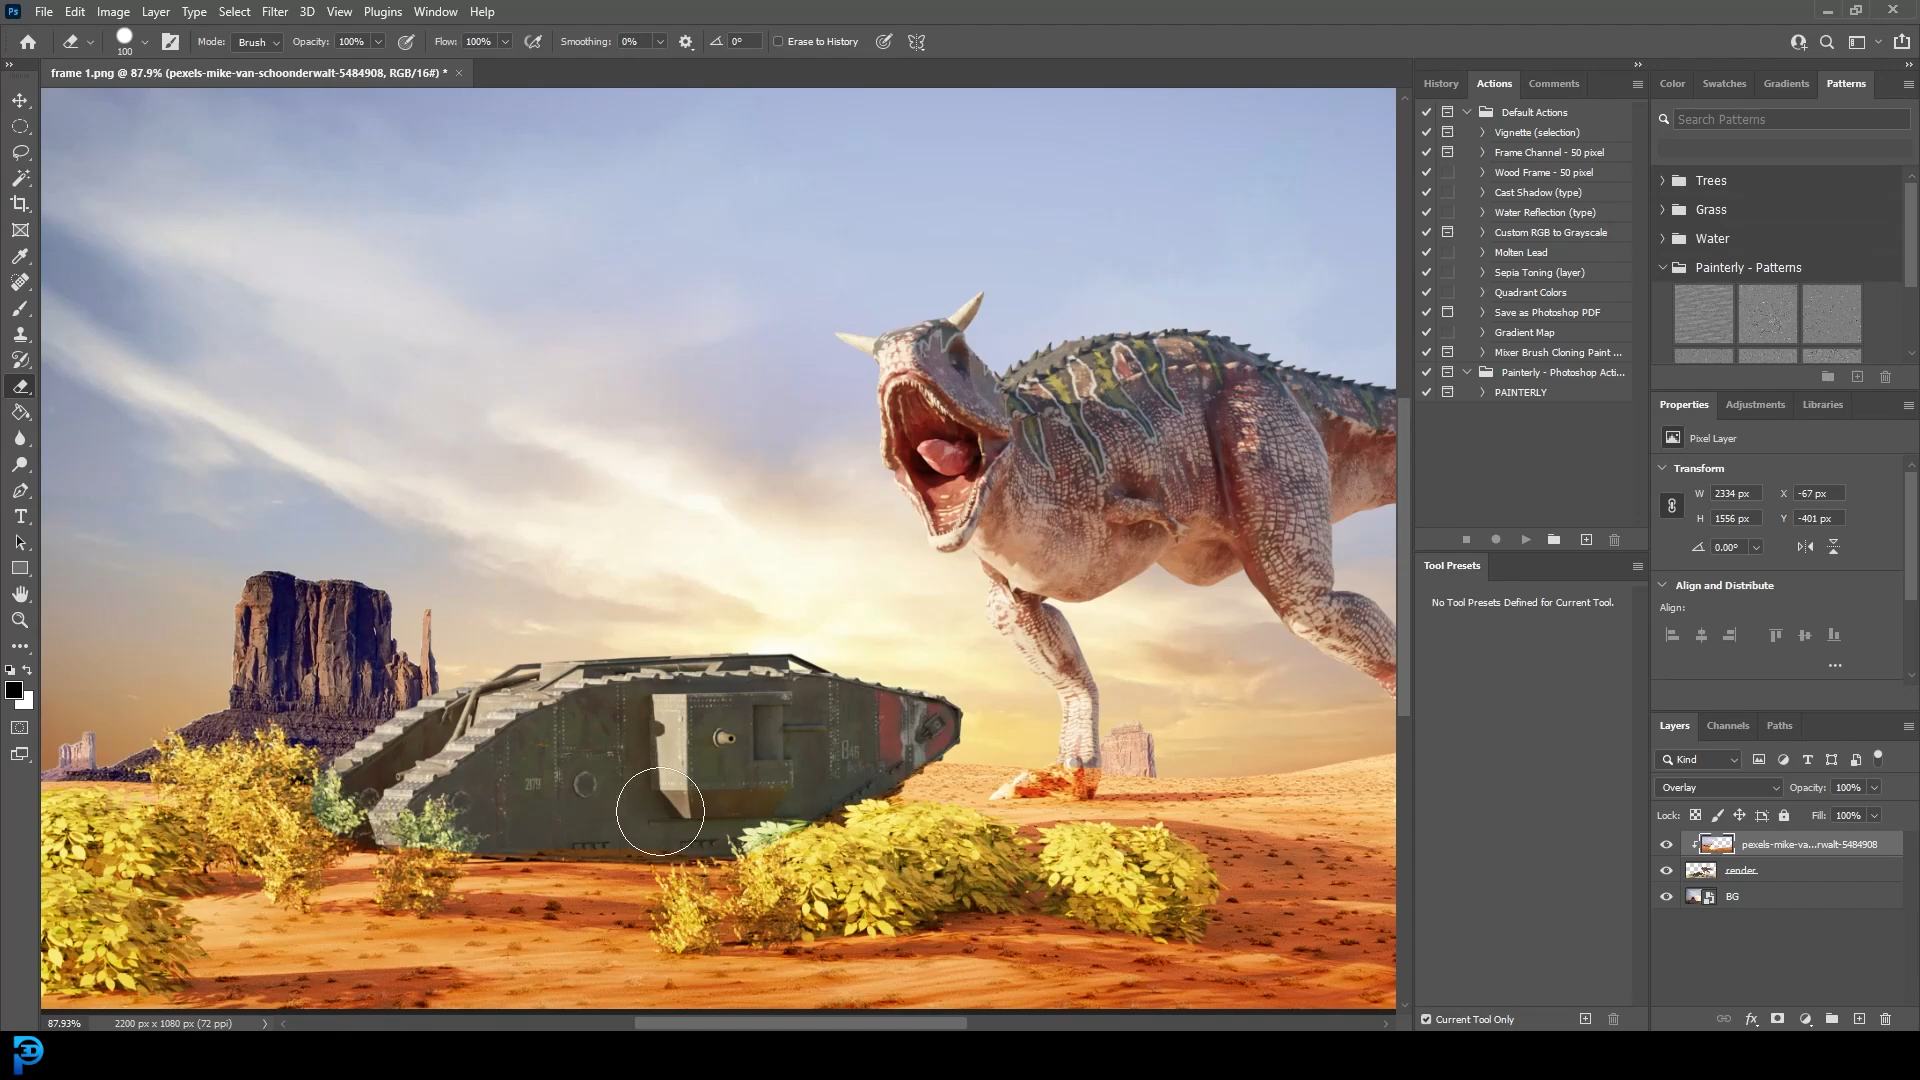 Ps File Edit Image Layer Type Select Filter 3D View Plugins Window Help
100 Mode: Brush Opacity: 100% Flow: 100% Smoothing: 0% 0° Erase to History
frame 1.png @ 87.9% (pexels-mike-van-schoonderwalt-5484908, RGB/16#) * ×
2179
B46
87.93% 2200 px x 1080 px (72 ppi)
History Actions Comments
Default Actions
Vignette (selection)
Frame Channel - 50 pixel
Wood Frame - 50 pixel
Cast Shadow (type)
Water Reflection (type)
Custom RGB to Grayscale
Molten Lead
Sepia Toning (layer)
Quadrant Colors
Save as Photoshop PDF
Gradient Map
Mixer Brush Cloning Paint ...
Painterly - Photoshop Acti...
PAINTERLY
Tool Presets
No Tool Presets Defined for Current Tool.
Current Tool Only
Color Swatches Gradients Patterns
Search Patterns
Trees
Grass
Water
Painterly - Patterns
Properties Adjustments Libraries
Pixel Layer
Transform
W 2334 px X -67 px
H 1556 px Y -401 px
0.00°
Align and Distribute
Align:
Layers Channels Paths
Kind
Overlay Opacity: 100%
Lock: Fill: 100%
pexels-mike-va...rwalt-5484908
render
BG
fx
P3D